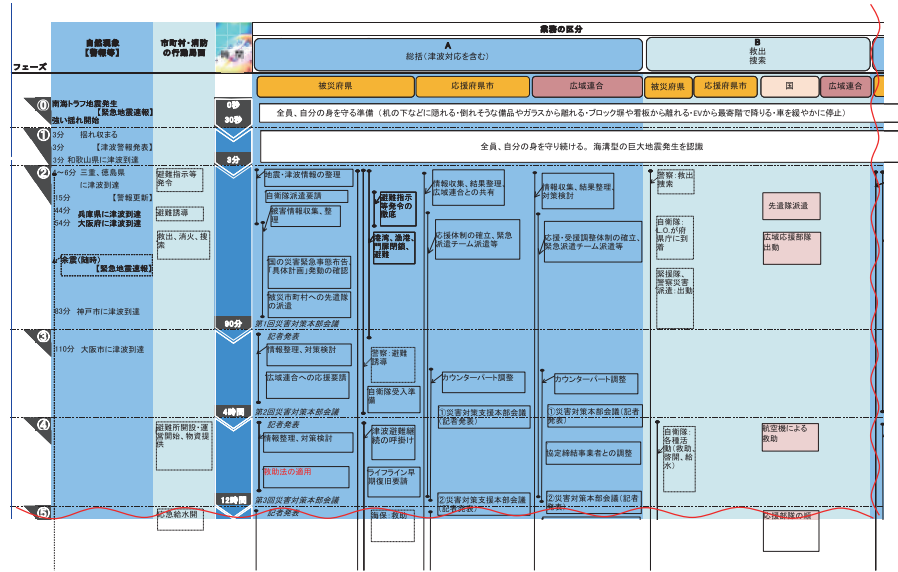 業務の区分
自然現象
【警報等】
市町村・消防
の行動局面
機関
A
総括(津波対応を含む)
B
救出
捜索
フェーズ
被災府県
応援府県市
広域連合
被災府県
応援府県市
国
広域連合
⓪
南海トラフ地震発生
【緊急地震速報】
強い揺れ開始
0秒
30秒
全員、自分の身を守る準備（机の下などに隠れる・倒れそうな備品やガラスから離れる・ブロック塀や看板から離れる・EVから最寄階で降りる・車を緩やかに停止）
①
3分 揺れ収まる
3分 【津波警報発表】
3分 和歌山県に津波到達
3分
全員、自分の身を守り続ける。海溝型の巨大地震発生を認識
②
～6分 三重、徳島県
に津波到達
15分 【警報更新】
44分 兵庫県に津波到達
54分 大阪府に津波到達
余震（随時）
【緊急地震速報】
83分 神戸市に津波到達
避難指示等
発令
避難誘導
救出、消火、捜
索
90分
地震・津波情報の整理
自衛隊派遣要請
被害情報収集、整
理
国の災害緊急事態布告、
「具体計画」発動の確認
被災市町村への先遣隊
の派遣
第1回災害対策本部会議
避難指示
等発令の
徹底
港湾、漁港、
門扉閉鎖、
避難
情報収集、結果整理、
広域連合との共有
応援体制の確立、緊急
派遣チーム派遣等
情報収集、結果整理、
対策検討
応援・受援調整体制の確立、
緊急派遣チーム派遣等
警察：救出
捜索
自衛隊：
L.O.が府
県庁に到
着
緊援隊、
警察災害
派遣：出動
先遣隊派遣
広域応援部隊
出動
③
110分 大阪市に津波到達
4時間
記者発表
情報整理、対策検討
広域連合への応援要請
第2回災害対策本部会議
警察：避難
誘導
自衛隊受入準
備
カウンターパート調整
①災害対策支援本部会議
（記者発表）
カウンターパート調整
①災害対策本部会議（記者
発表）
④
避難所開設・運
営開始、物資提
供
12時間
記者発表
情報整理、対策検討
救助法の適用
第3回災害対策本部会議
津波避難継
続の呼掛け
ライフライン早
期復旧要請
②災害対策支援本部会議
（記者発表）
協定締結事業者との調整
②災害対策本部会議（記者
発表）
自衛隊：
各種活
動（救助、
啓開、給
水）
航空機による
救助
⑤
応急給水開
記者発表
海保：救助
応援部隊の順